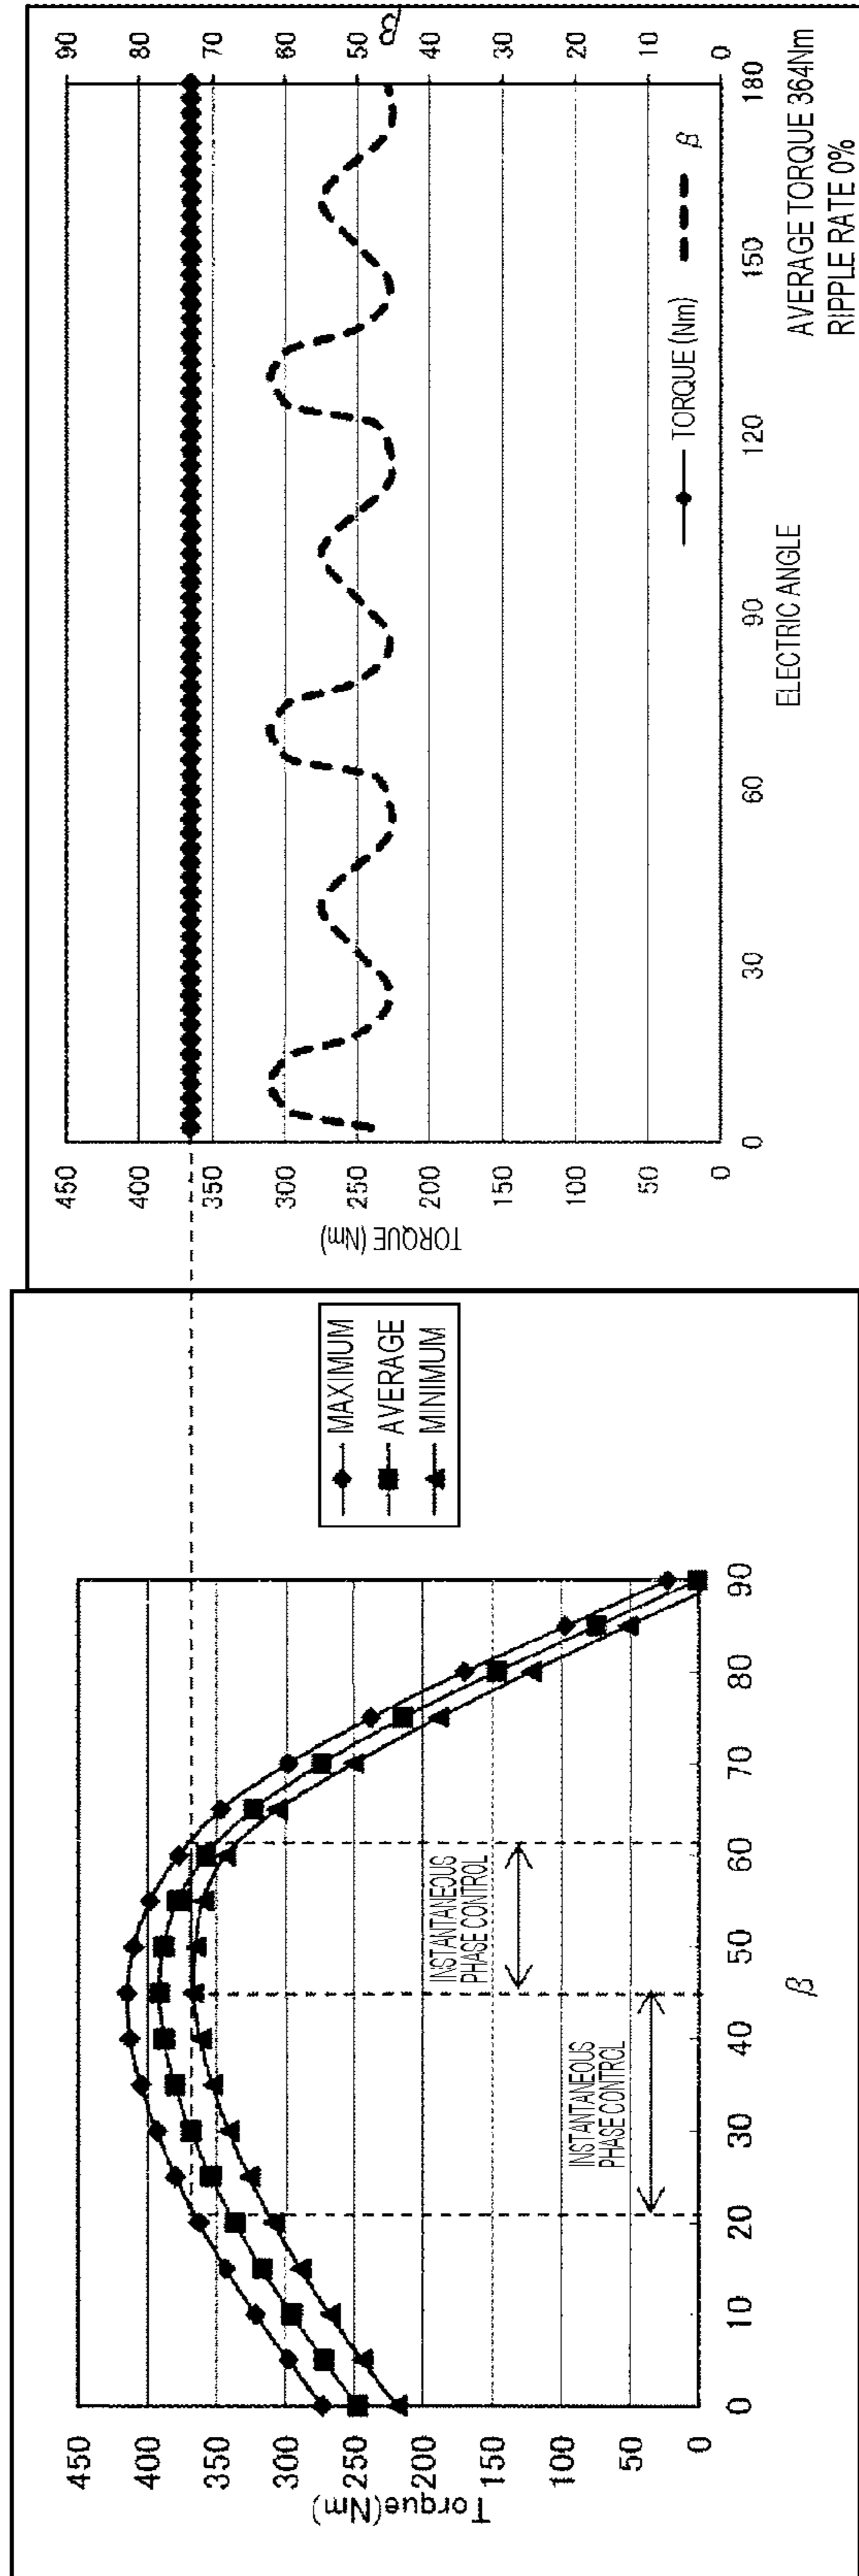 450
400
350
300
250
200
150
100
50
0
Torque(Nm)
0
10
20
30
40
50
60
70
80
90
β
INSTANTANEOUS
PHASE CONTROL
INSTANTANEOUS
PHASE CONTROL
MAXIMUM
AVERAGE
MINIMUM
450
400
350
300
250
200
150
100
50
0
TORQUE (Nm)
0
30
60
90
120
150
180
ELECTRIC ANGLE
90
80
70
60
50
40
30
20
10
0
β
TORQUE (Nm)
β
AVERAGE TORQUE 364Nm
RIPPLE RATE 0%